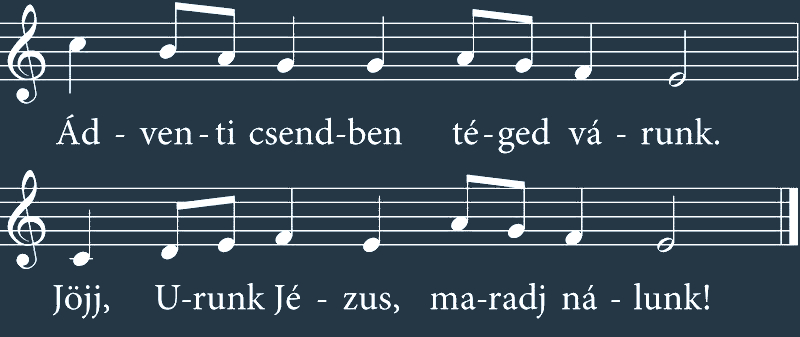 Ád - ven - ti csend-ben té-ged vá - runk.
Jöjj, U-runk Jé - zus, ma-radj ná - lunk!